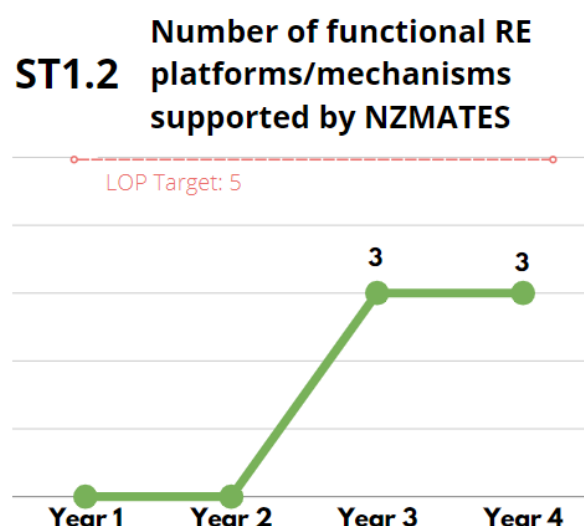 ST1.2
Number of functional RE
platforms/mechanisms
supported by NZMATES
LOP Target: 5
3
3
Year 1 Year 2 Year 3 Year 4